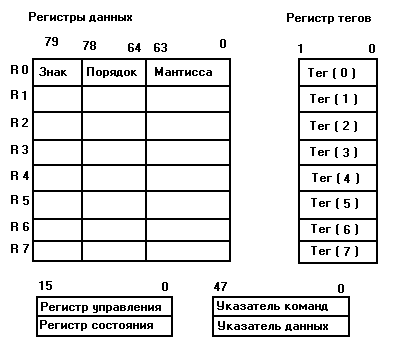 Регистры данных Регистр тегов
79 78 64 63 0 1 0
R 0 Знак Порядок Мантисса Тег ( 0 )
R 1 Тег ( 1 )
R 2 Тег ( 2 )
R 3 Тег ( 3 )
R 4 Тег ( 4 )
R 5 Тег ( 5 )
R 6 Тег ( 6 )
R 7 Тег ( 7 )
15 0 47 0
Регистр управления Указатель команд
Регистр состояния Указатель данных